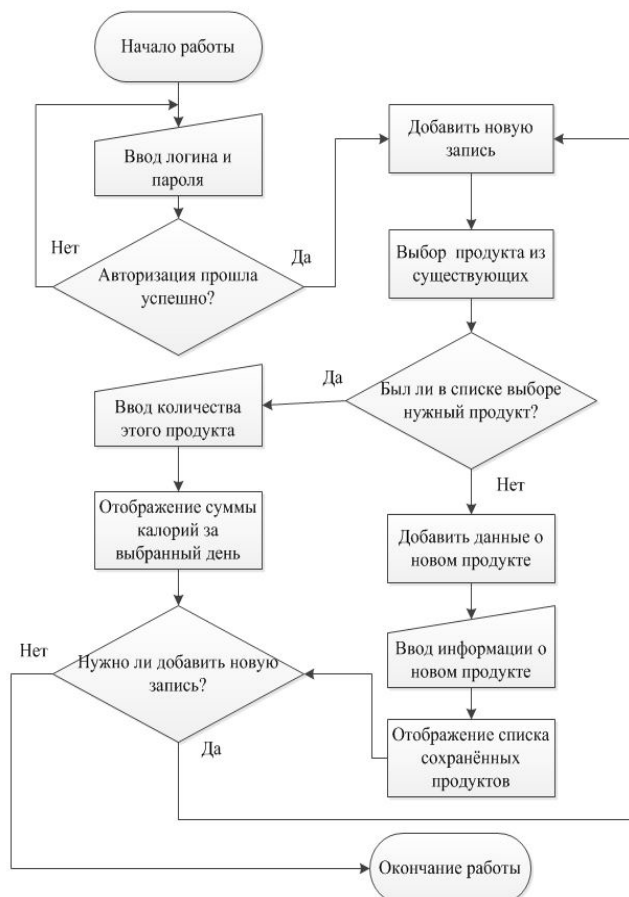 Начало работы
Ввод логина и
пароля
Нет
Да
Авторизация прошла
успешно?
Добавить новую
запись
Выбор продукта из
существующих
Был ли в списке выборе
нужный продукт?
Да
Нет
Ввод количества
этого продукта
Отображение суммы
калорий за
выбранный день
Добавить данные о
новом продукте
Ввод информации о
новом продукте
Отображение списка
сохранённых
продуктов
Нужно ли добавить новую
запись?
Нет
Да
Окончание работы